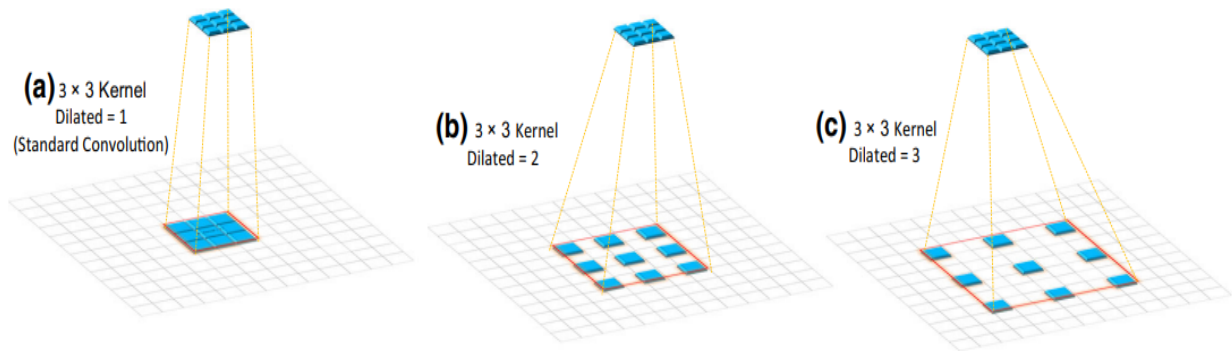 (a) 3 × 3 Kernel
Dilated = 1
(Standard Convolution)
(b) 3 × 3 Kernel
Dilated = 2
(c) 3 × 3 Kernel
Dilated = 3